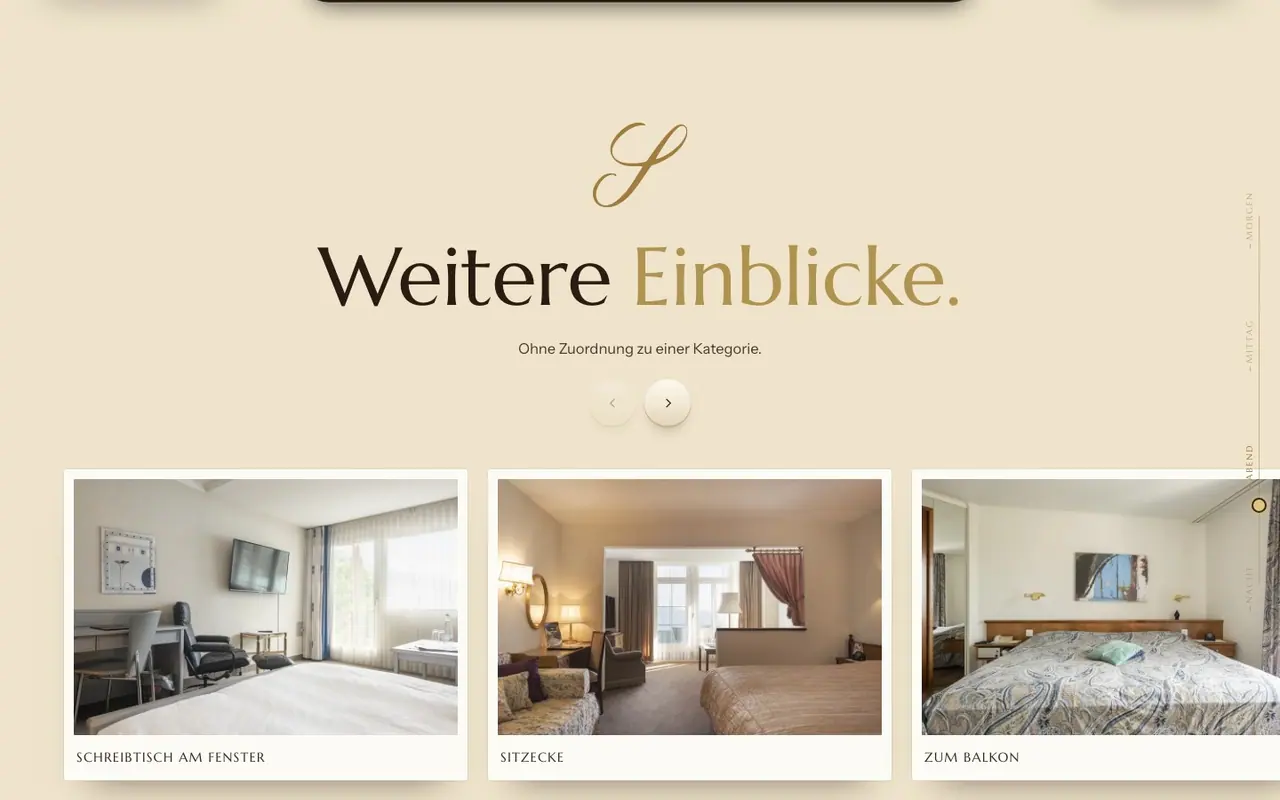 S
Weitere Einblicke.
Ohne Zuordnung zu einer Kategorie.
MORGEN
MITTAG
ABEND
NACHT
SCHREIBTISCH AM FENSTER
SITZECKE
ZUM BALKON